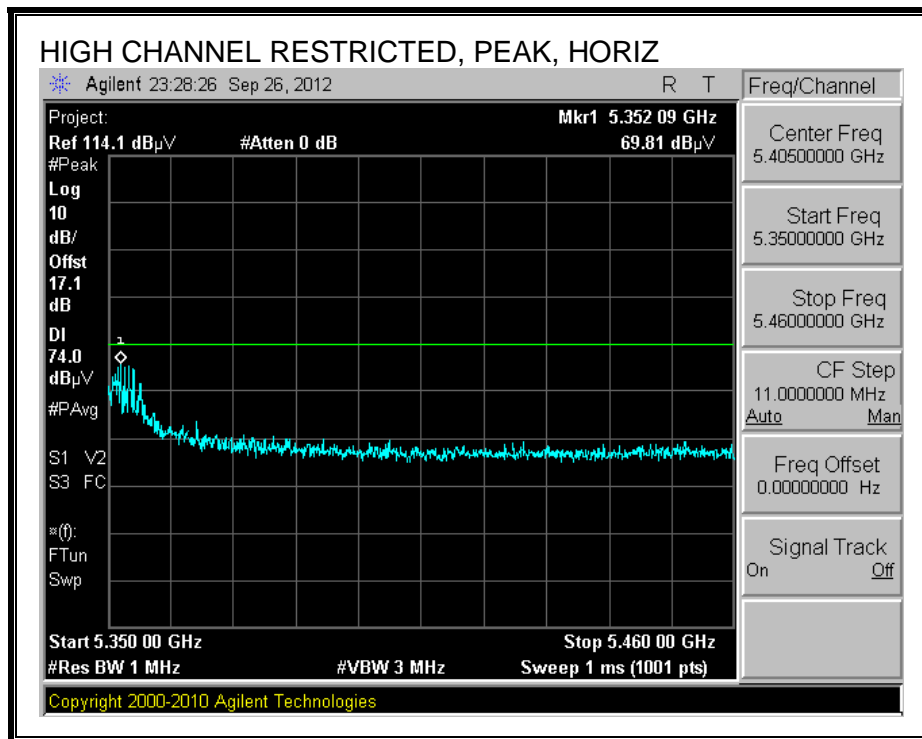 HIGH CHANNEL RESTRICTED, PEAK, HORIZ
Agilent 23:28:26 Sep 26, 2012 R T
Freq/Channel
Project:
Mkr1 5.352 09 GHz
Ref 114.1 dBµV #Atten 0 dB 69.81 dBµV
#Peak
Log
10
dB/
Offst
17.1
dB
DI
74.0
dBµV
#PAvg
S1 V2
S3 FC
¤(f):
FTun
Swp
1
Start 5.350 00 GHz Stop 5.460 00 GHz
#Res BW 1 MHz #VBW 3 MHz Sweep 1 ms (1001 pts)
Center Freq
5.40500000 GHz
Start Freq
5.35000000 GHz
Stop Freq
5.46000000 GHz
CF Step
11.0000000 MHz
Auto Man
Freq Offset
0.00000000 Hz
Signal Track
On Off
Copyright 2000-2010 Agilent Technologies